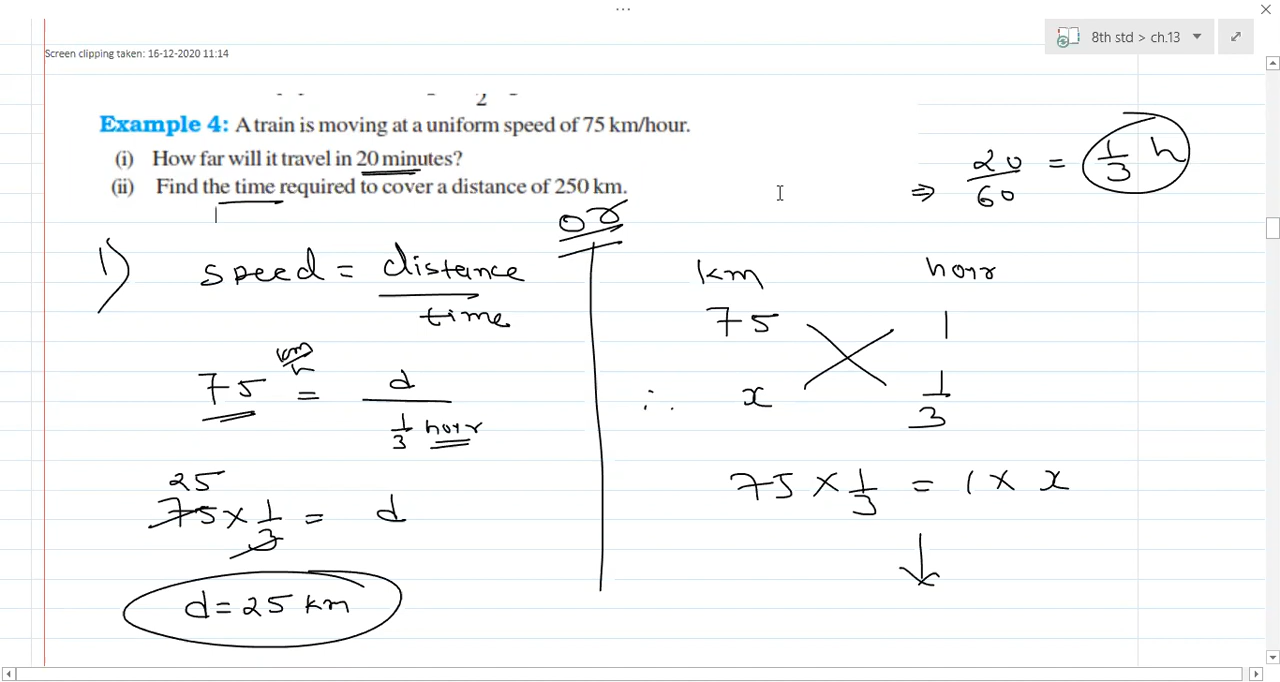 8th std > ch.13
Screen clipping taken: 16-12-2020 11:14
2
Example 4: A train is moving at a uniform speed of 75 km/hour.
(i) How far will it travel in 20 minutes?
(ii) Find the time required to cover a distance of 250 km.
⇒ 20/60 = 1/3 h
or
1) speed = distance/time
75 km/h = d / 1/3 hour
25
75 × 1/3 = d
d = 25 km
km hour
75 1
∴ x 1/3
75 × 1/3 = 1 × x
↓